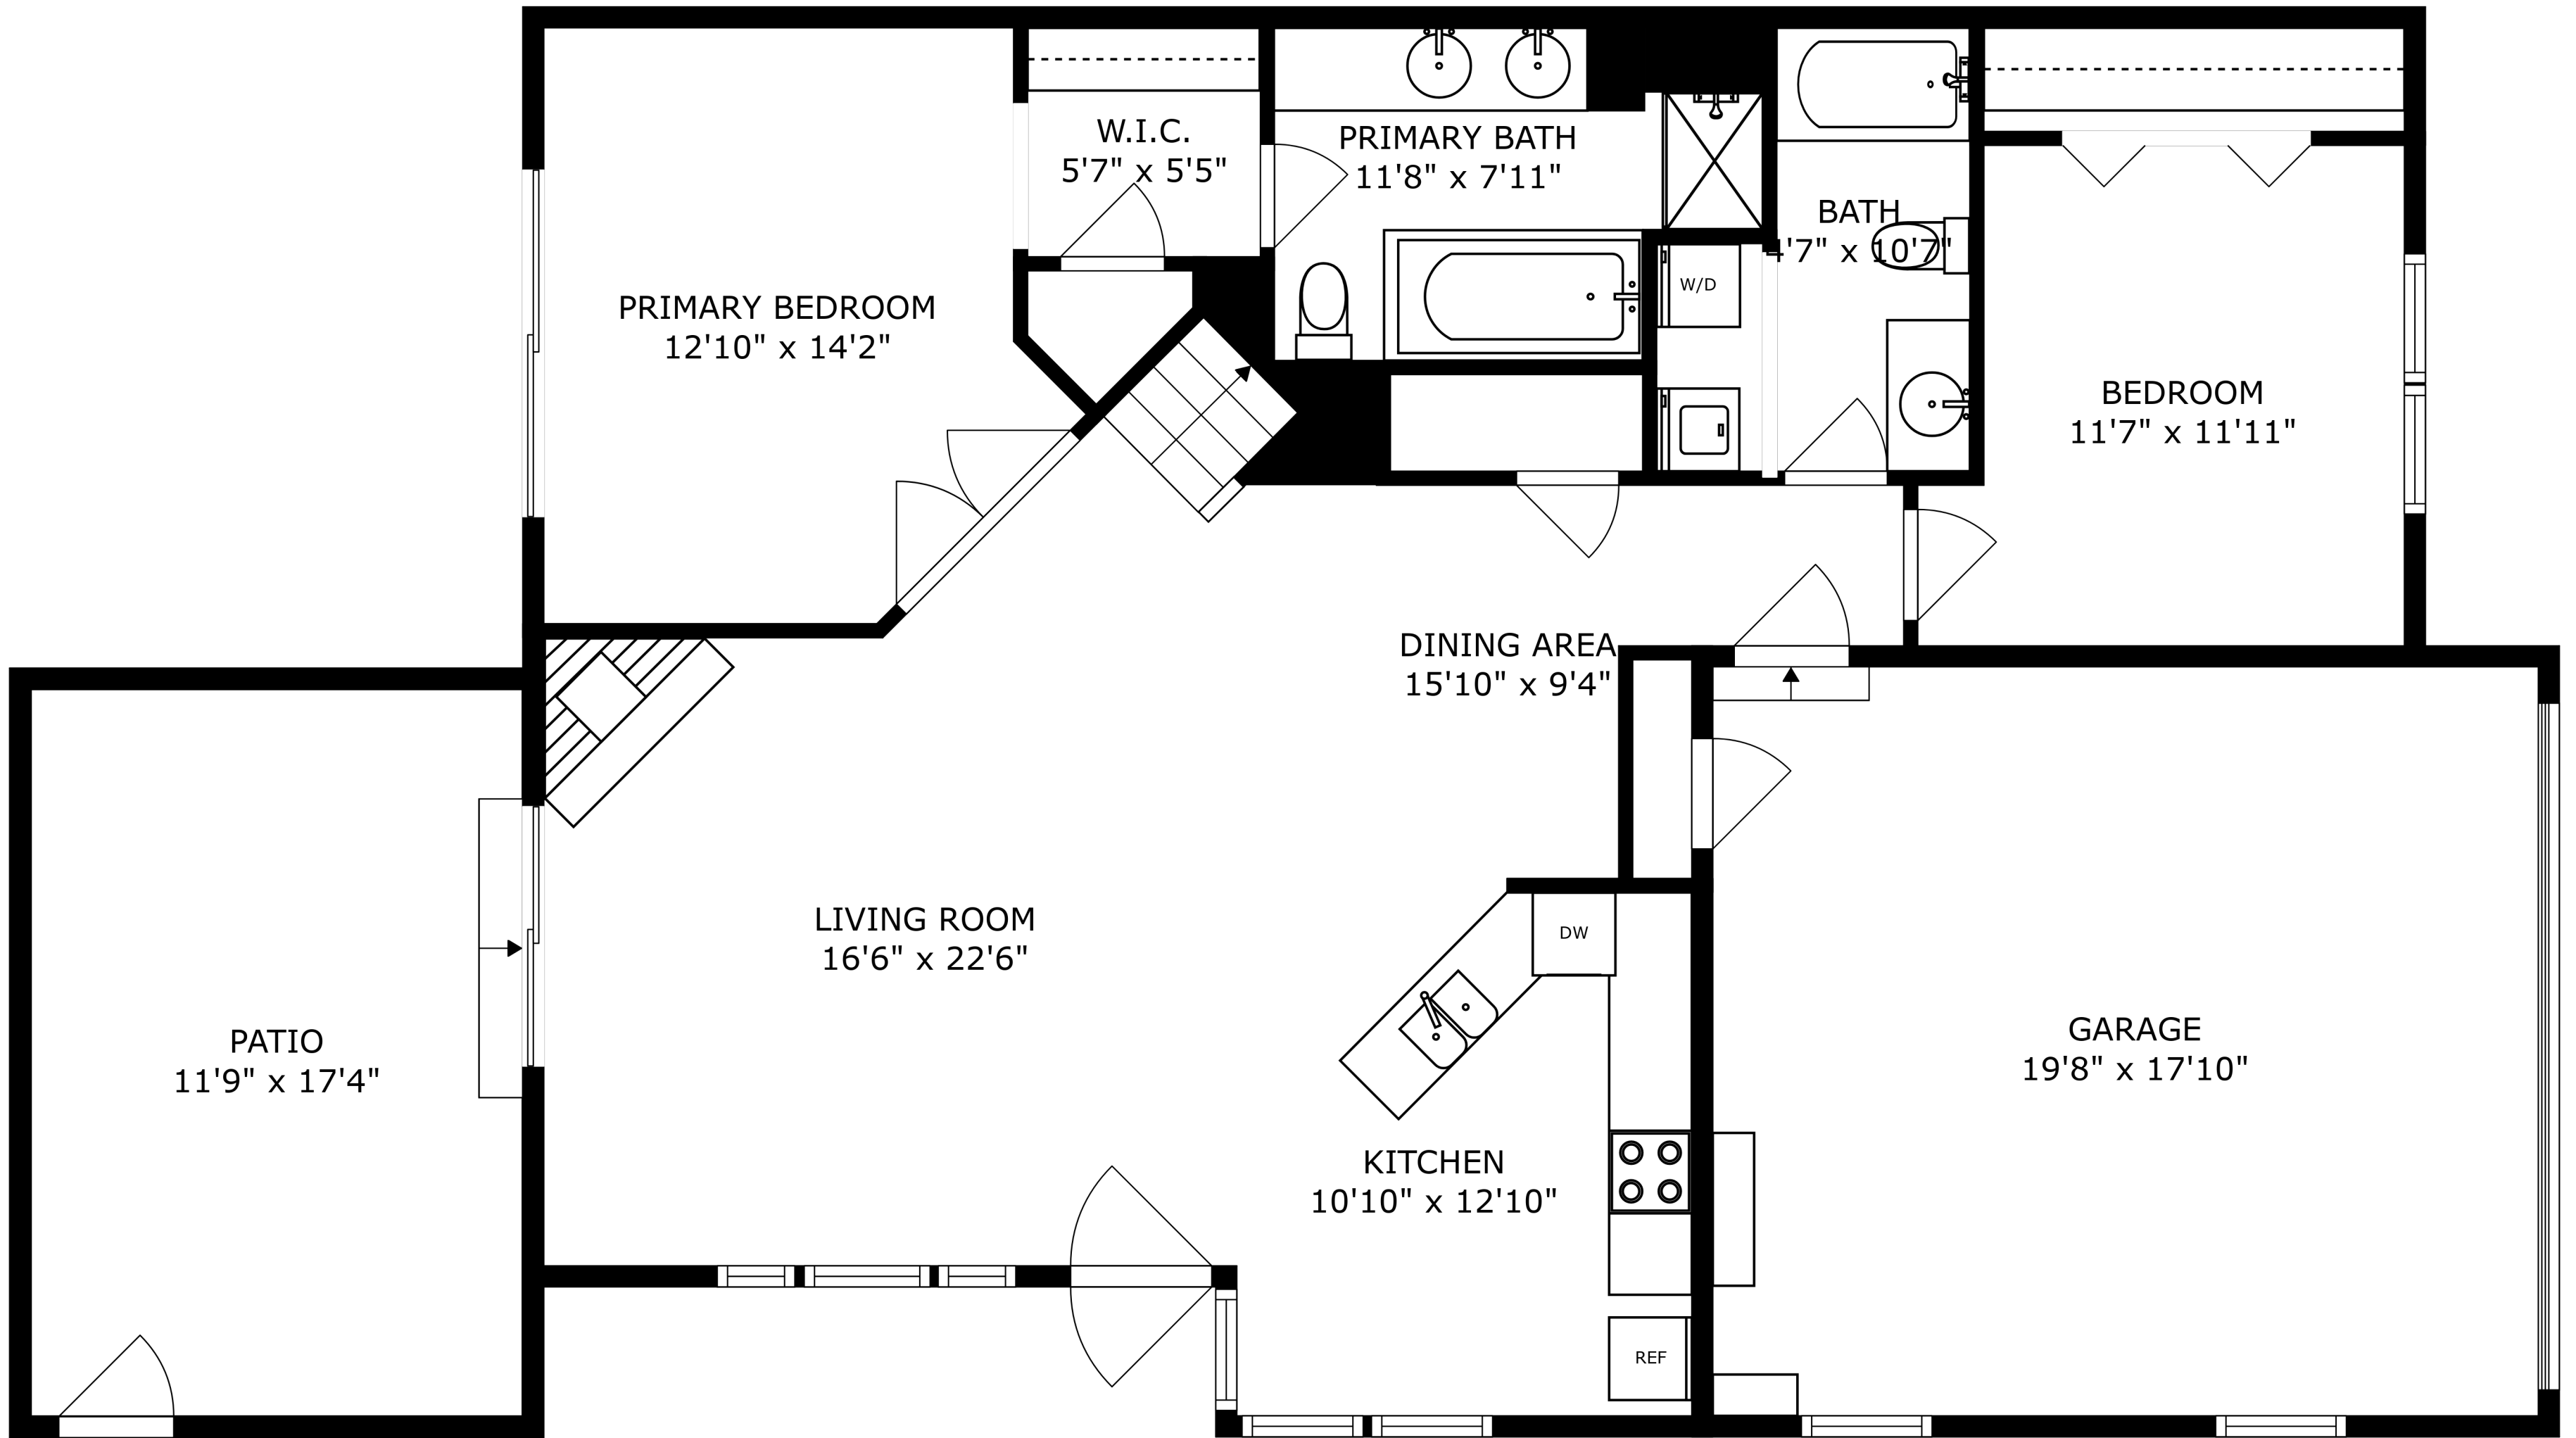 W.I.C.
5'7" x 5'5"
PRIMARY BATH
11'8" x 7'11"
BATH
4'7" x 10'7"
W/D
PRIMARY BEDROOM
12'10" x 14'2"
BEDROOM
11'7" x 11'11"
DINING AREA
15'10" x 9'4"
LIVING ROOM
16'6" x 22'6"
DW
PATIO
11'9" x 17'4"
GARAGE
19'8" x 17'10"
KITCHEN
10'10" x 12'10"
REF